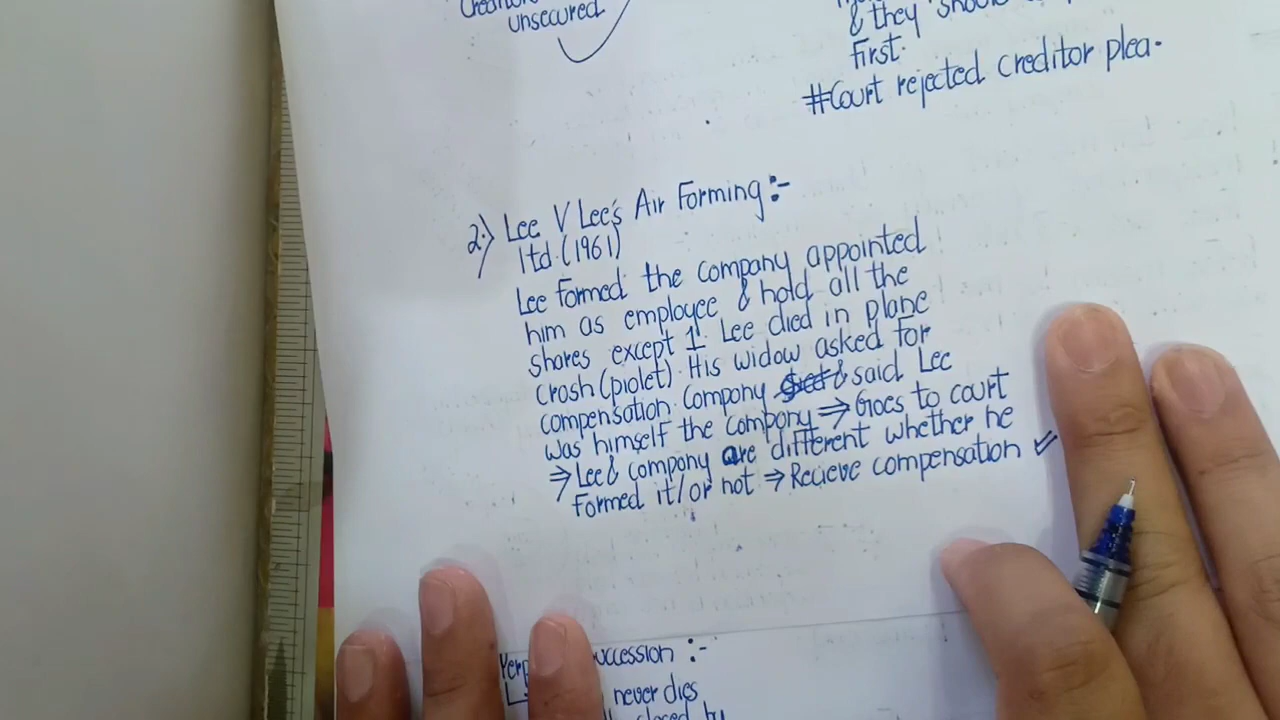 unsecured
& they
first.
#Court rejected creditor plea.
2.) Lee V Lee's Air Forming :-
ltd. (1961)
Lee formed the company appointed
him as employee & hold all the
shares except 1. Lee died in plane
crosh (piolet). His widow asked for
compensation. Company & said Lee
was himself the compony ⇒ Goes to court
⇒ Lee & company are different whether he
formed it/or not ⇒ Recieve compensation ✓
never dies